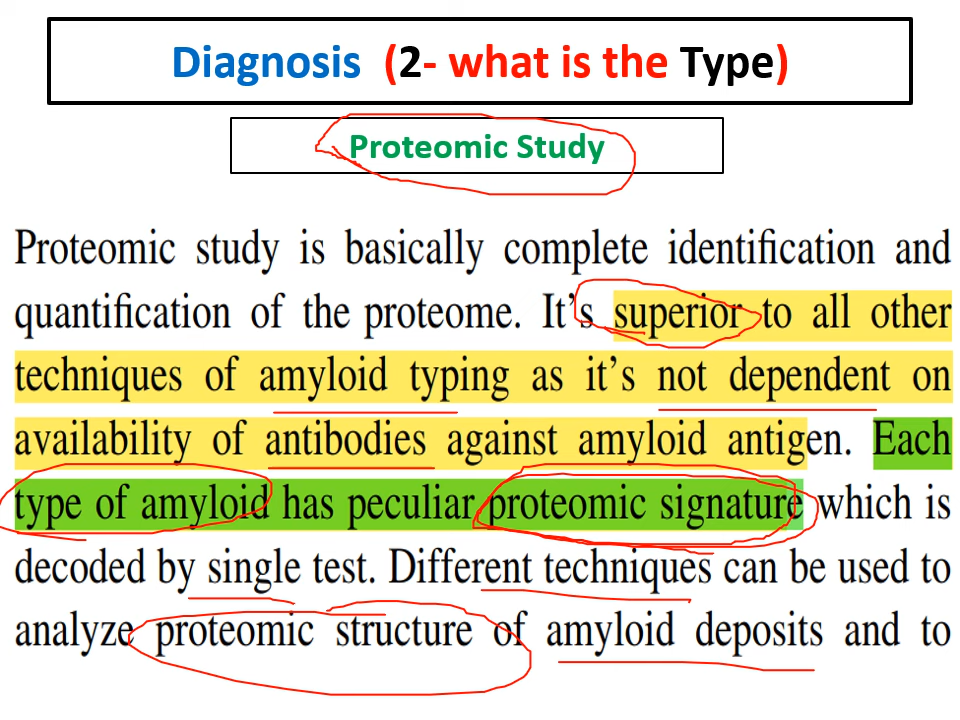 Diagnosis (2- what is the Type)
Proteomic Study
Proteomic study is basically complete identification and
quantification of the proteome. It’s superior to all other
techniques of amyloid typing as it’s not dependent on
availability of antibodies against amyloid antigen. Each
type of amyloid has peculiar proteomic signature which is
decoded by single test. Different techniques can be used to
analyze proteomic structure of amyloid deposits and to